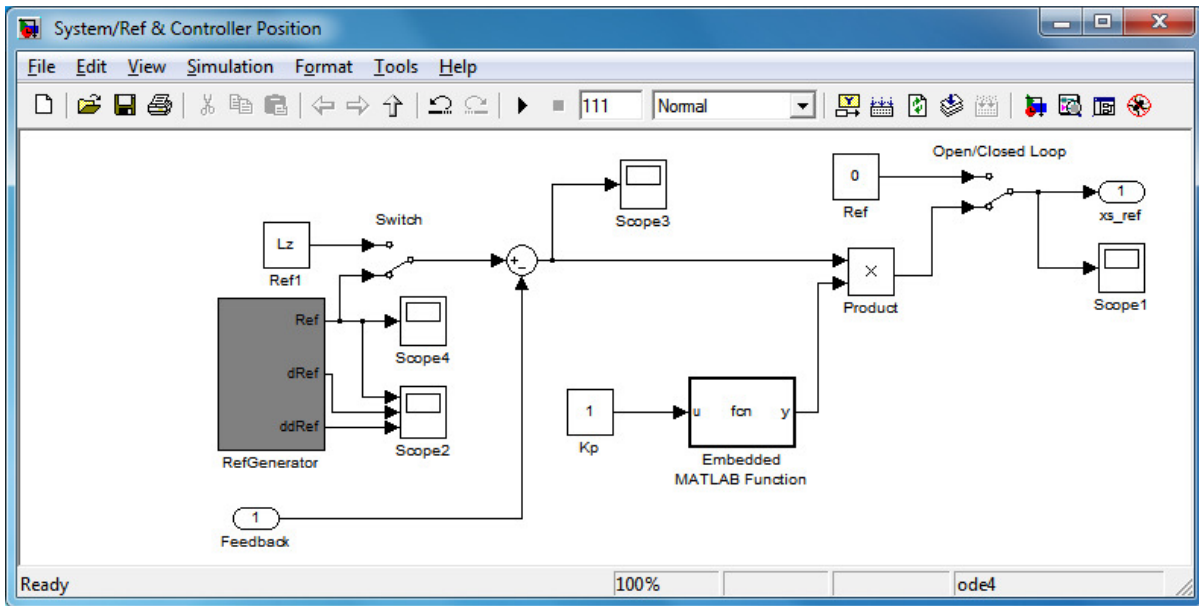 System/Ref & Controller Position
File Edit View Simulation Format Tools Help
111 Normal
Open/Closed Loop
0
Ref
1
xs_ref
Scope3
Switch
Lz
Ref1
+
-
×
Product
Scope1
Ref
dRef
ddRef
RefGenerator
Scope4
Scope2
1
Kp
u fcn y
Embedded
MATLAB Function
1
Feedback
Ready 100% ode4